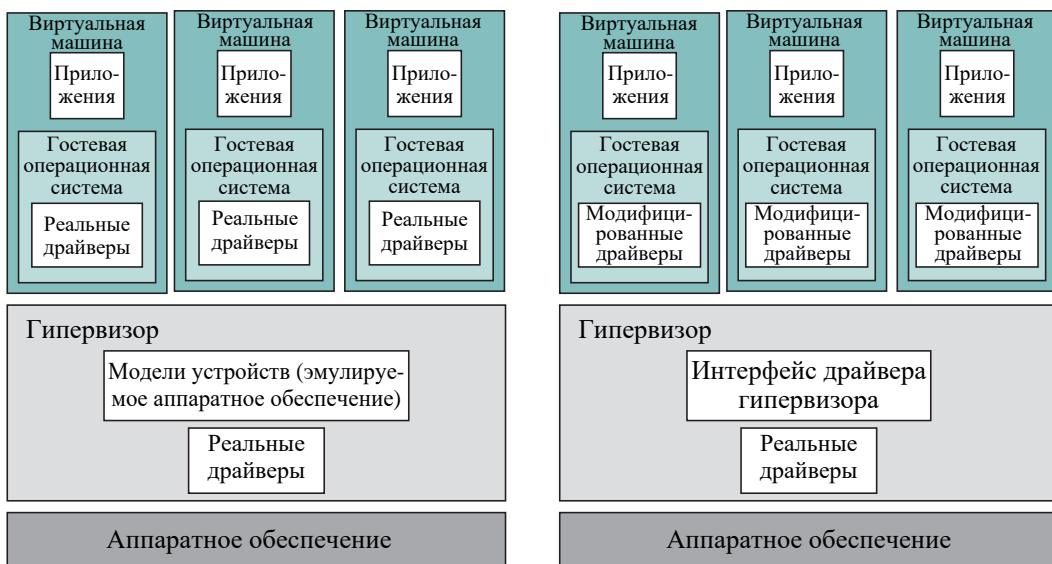 Виртуальная
машина
Прило-
жения
Гостевая
операционная
система
Реальные
драйверы
Виртуальная
машина
Прило-
жения
Гостевая
операционная
система
Реальные
драйверы
Виртуальная
машина
Прило-
жения
Гостевая
операционная
система
Реальные
драйверы
Гипервизор
Модели устройств (эмулируе-
мое аппаратное обеспечение)
Реальные
драйверы
Аппаратное обеспечение
Виртуальная
машина
Прило-
жения
Гостевая
операционная
система
Модифици-
рованные
драйверы
Виртуальная
машина
Прило-
жения
Гостевая
операционная
система
Модифици-
рованные
драйверы
Виртуальная
машина
Прило-
жения
Гостевая
операционная
система
Модифици-
рованные
драйверы
Гипервизор
Интерфейс драйвера
гипервизора
Реальные
драйверы
Аппаратное обеспечение